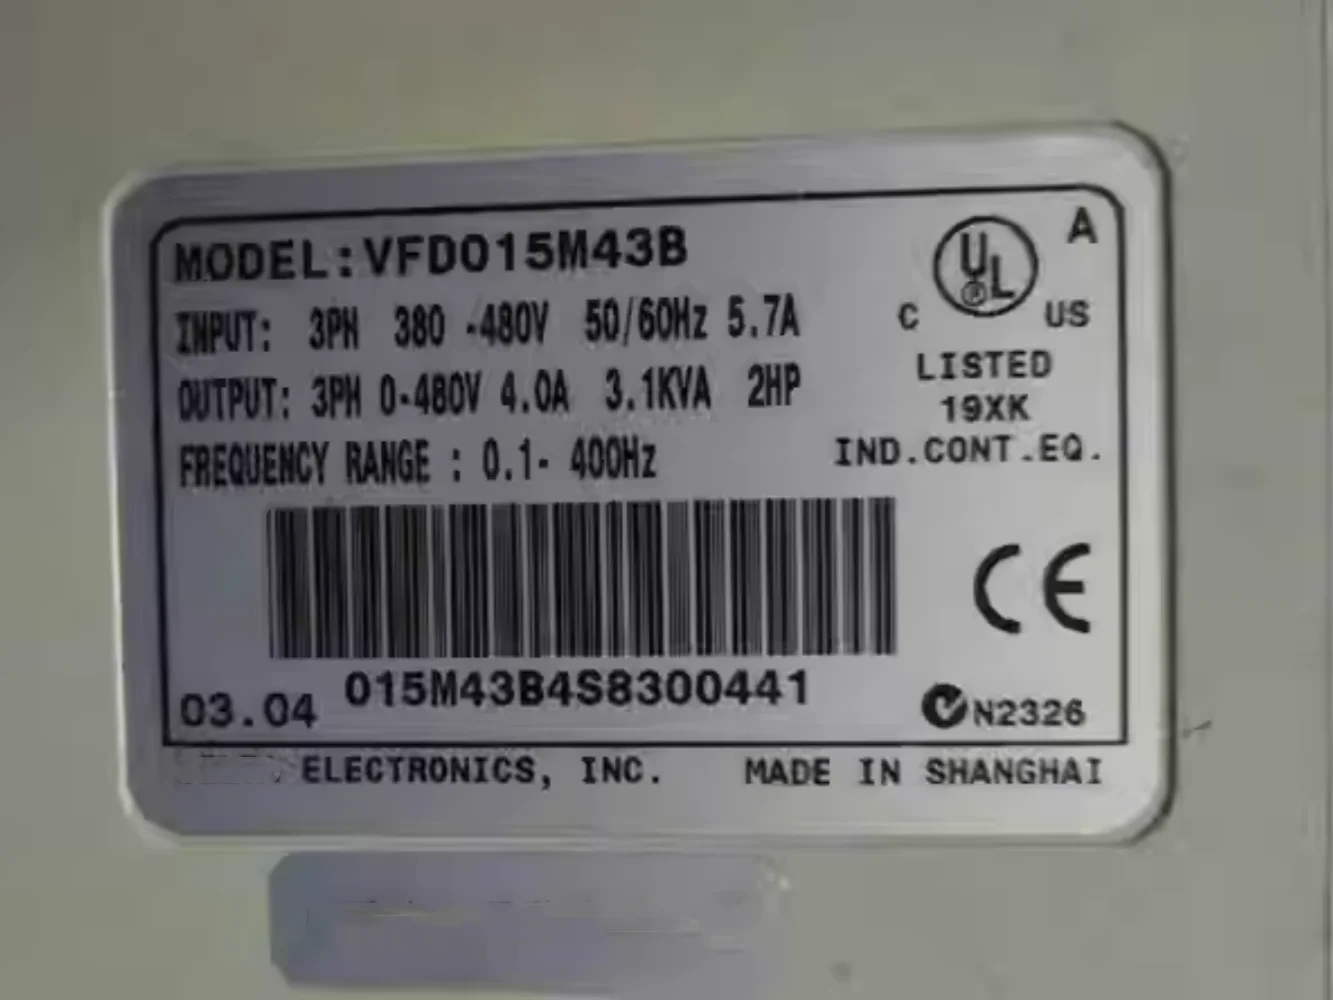 MODEL:VFD015M43B
INPUT: 3PH 380 -480V 50/60Hz 5.7A
OUTPUT: 3PH 0-480V 4.0A 3.1KVA 2HP
FREQUENCY RANGE : 0.1- 400Hz
A
UL
R
C US
LISTED
19XK
IND.CONT.EQ.
CE
015M43B4S8300441
03.04
N2326
ELECTRONICS, INC. MADE IN SHANGHAI